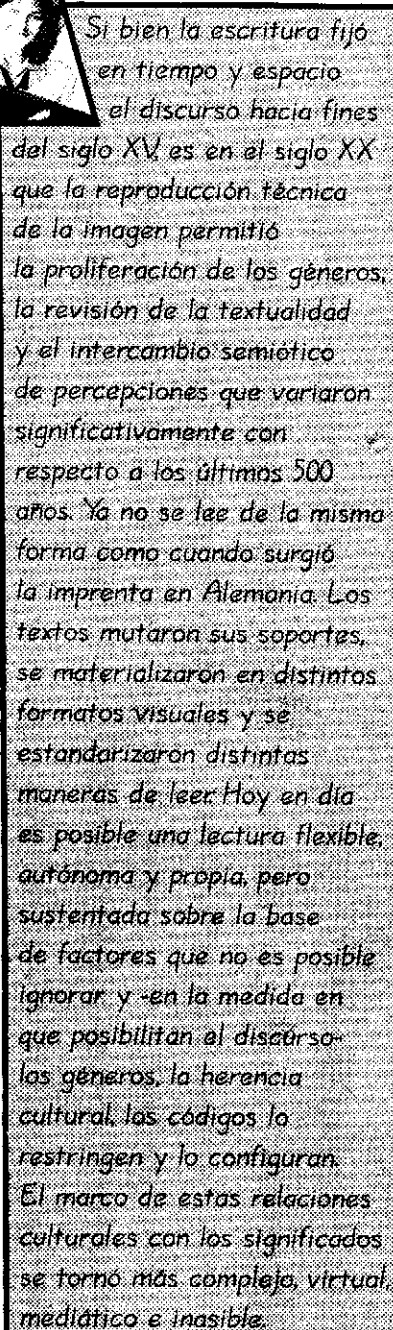 Si bien la escritura fijó
en tiempo y espacio
el discurso hacia fines
del siglo XV, es en el siglo XX
que la reproducción técnica
de la imagen permitió
la proliferación de los géneros,
la revisión de la textualidad
y el intercambio semiótico
de percepciones que variaron
significativamente con
respecto a los últimos 500
años. Ya no se lee de la misma
forma como cuando surgió
la imprenta en Alemania. Los
textos mutaron sus soportes,
se materializaron en distintos
formatos visuales y se
estandarizaron distintas
maneras de leer. Hoy en día
es posible una lectura flexible,
autónoma y propia, pero
sustentada sobre la base
de factores que no es posible
ignorar y -en la medida en
que posibilitan el discurso-
los géneros, la herencia
cultural, los códigos lo
restringen y lo configuran.
El marco de estas relaciones
culturales con los significados
se tornó más complejo, virtual,
mediático e inasible.